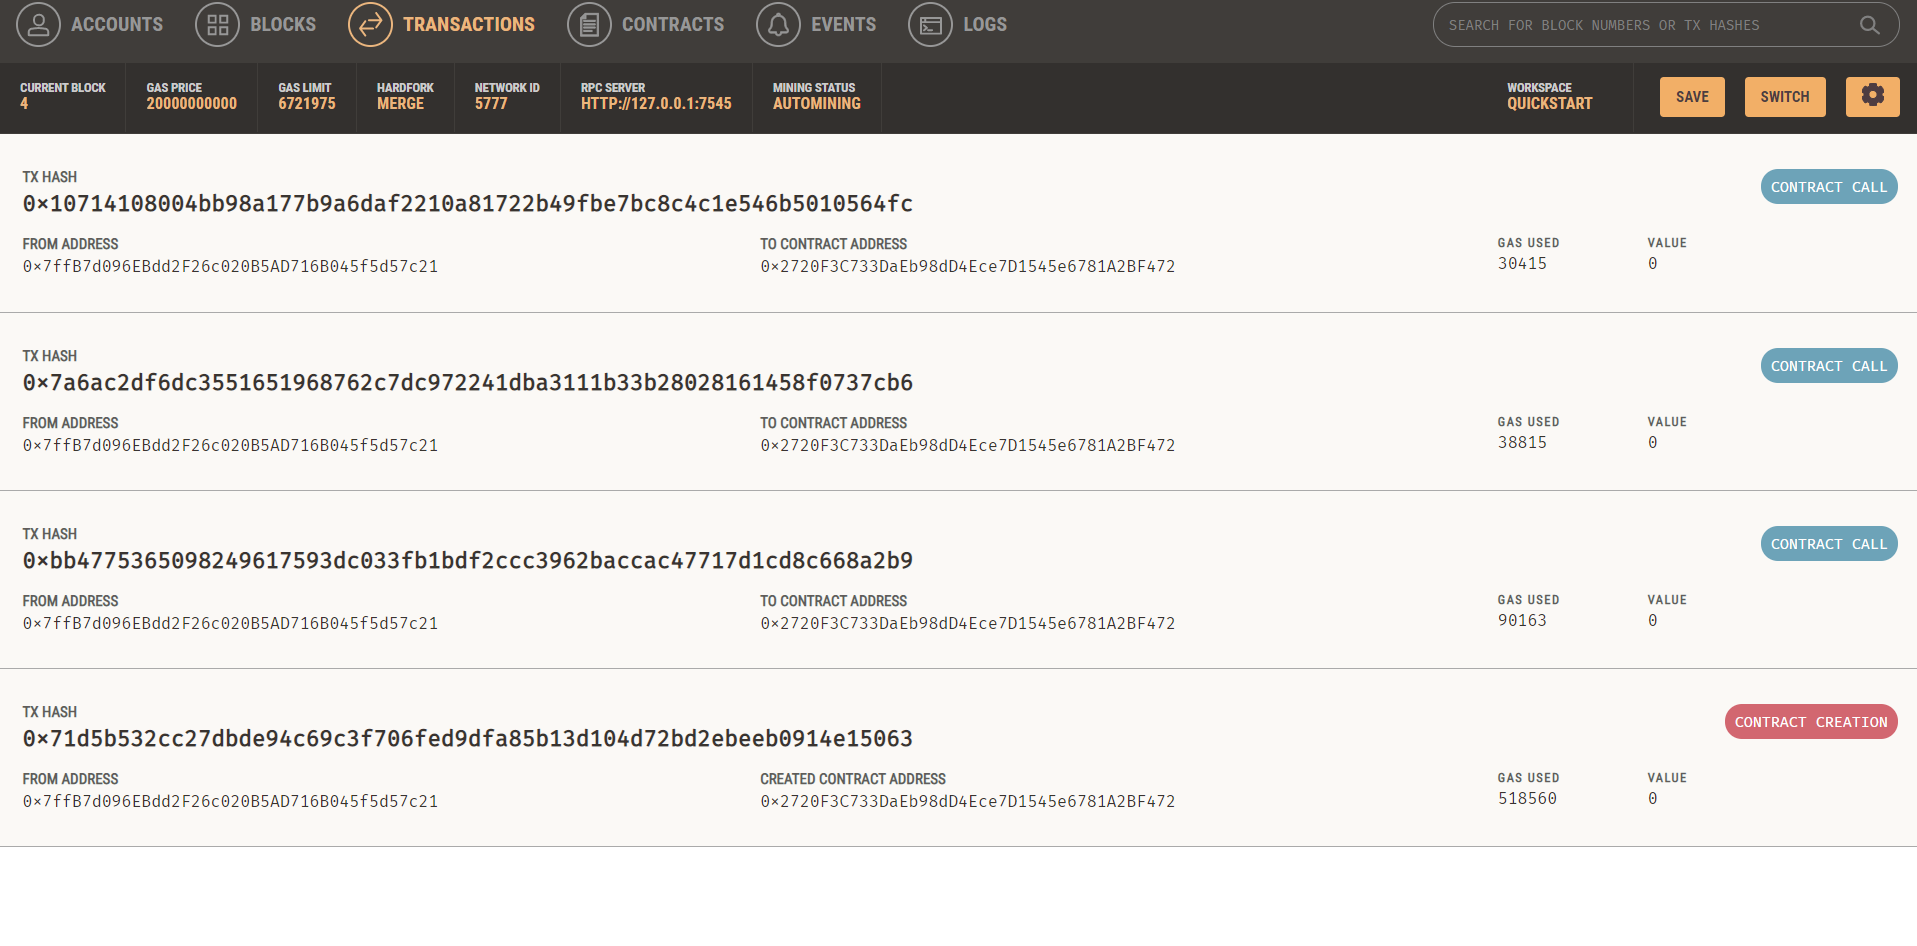 ACCOUNTS BLOCKS TRANSACTIONS CONTRACTS EVENTS LOGS SEARCH FOR BLOCK NUMBERS OR TX HASHES
CURRENT BLOCK GAS PRICE GAS LIMIT HARDFORK NETWORK ID RPC SERVER MINING STATUS WORKSPACE
4 20000000000 6721975 MERGE 5777 HTTP://127.0.0.1:7545 AUTOMINING QUICKSTART SAVE SWITCH
TX HASH
0×10714108004bb98a177b9a6daf2210a81722b49fbe7bc8c4c1e546b5010564fc CONTRACT CALL
FROM ADDRESS TO CONTRACT ADDRESS GAS USED VALUE
0×7ffB7d096EBdd2F26c020B5AD716B045f5d57c21 0×2720F3C733DaEb98dD4Ece7D1545e6781A2BF472 30415 0
TX HASH
0×7a6ac2df6dc3551651968762c7dc972241dba3111b33b28028161458f0737cb6 CONTRACT CALL
FROM ADDRESS TO CONTRACT ADDRESS GAS USED VALUE
0×7ffB7d096EBdd2F26c020B5AD716B045f5d57c21 0×2720F3C733DaEb98dD4Ece7D1545e6781A2BF472 38815 0
TX HASH
0×bb4775365098249617593dc033fb1bdf2ccc3962baccac47717d1cd8c668a2b9 CONTRACT CALL
FROM ADDRESS TO CONTRACT ADDRESS GAS USED VALUE
0×7ffB7d096EBdd2F26c020B5AD716B045f5d57c21 0×2720F3C733DaEb98dD4Ece7D1545e6781A2BF472 90163 0
TX HASH
0×71d5b532cc27dbde94c69c3f706fed9dfa85b13d104d72bd2ebeeb0914e15063 CONTRACT CREATION
FROM ADDRESS CREATED CONTRACT ADDRESS GAS USED VALUE
0×7ffB7d096EBdd2F26c020B5AD716B045f5d57c21 0×2720F3C733DaEb98dD4Ece7D1545e6781A2BF472 518560 0